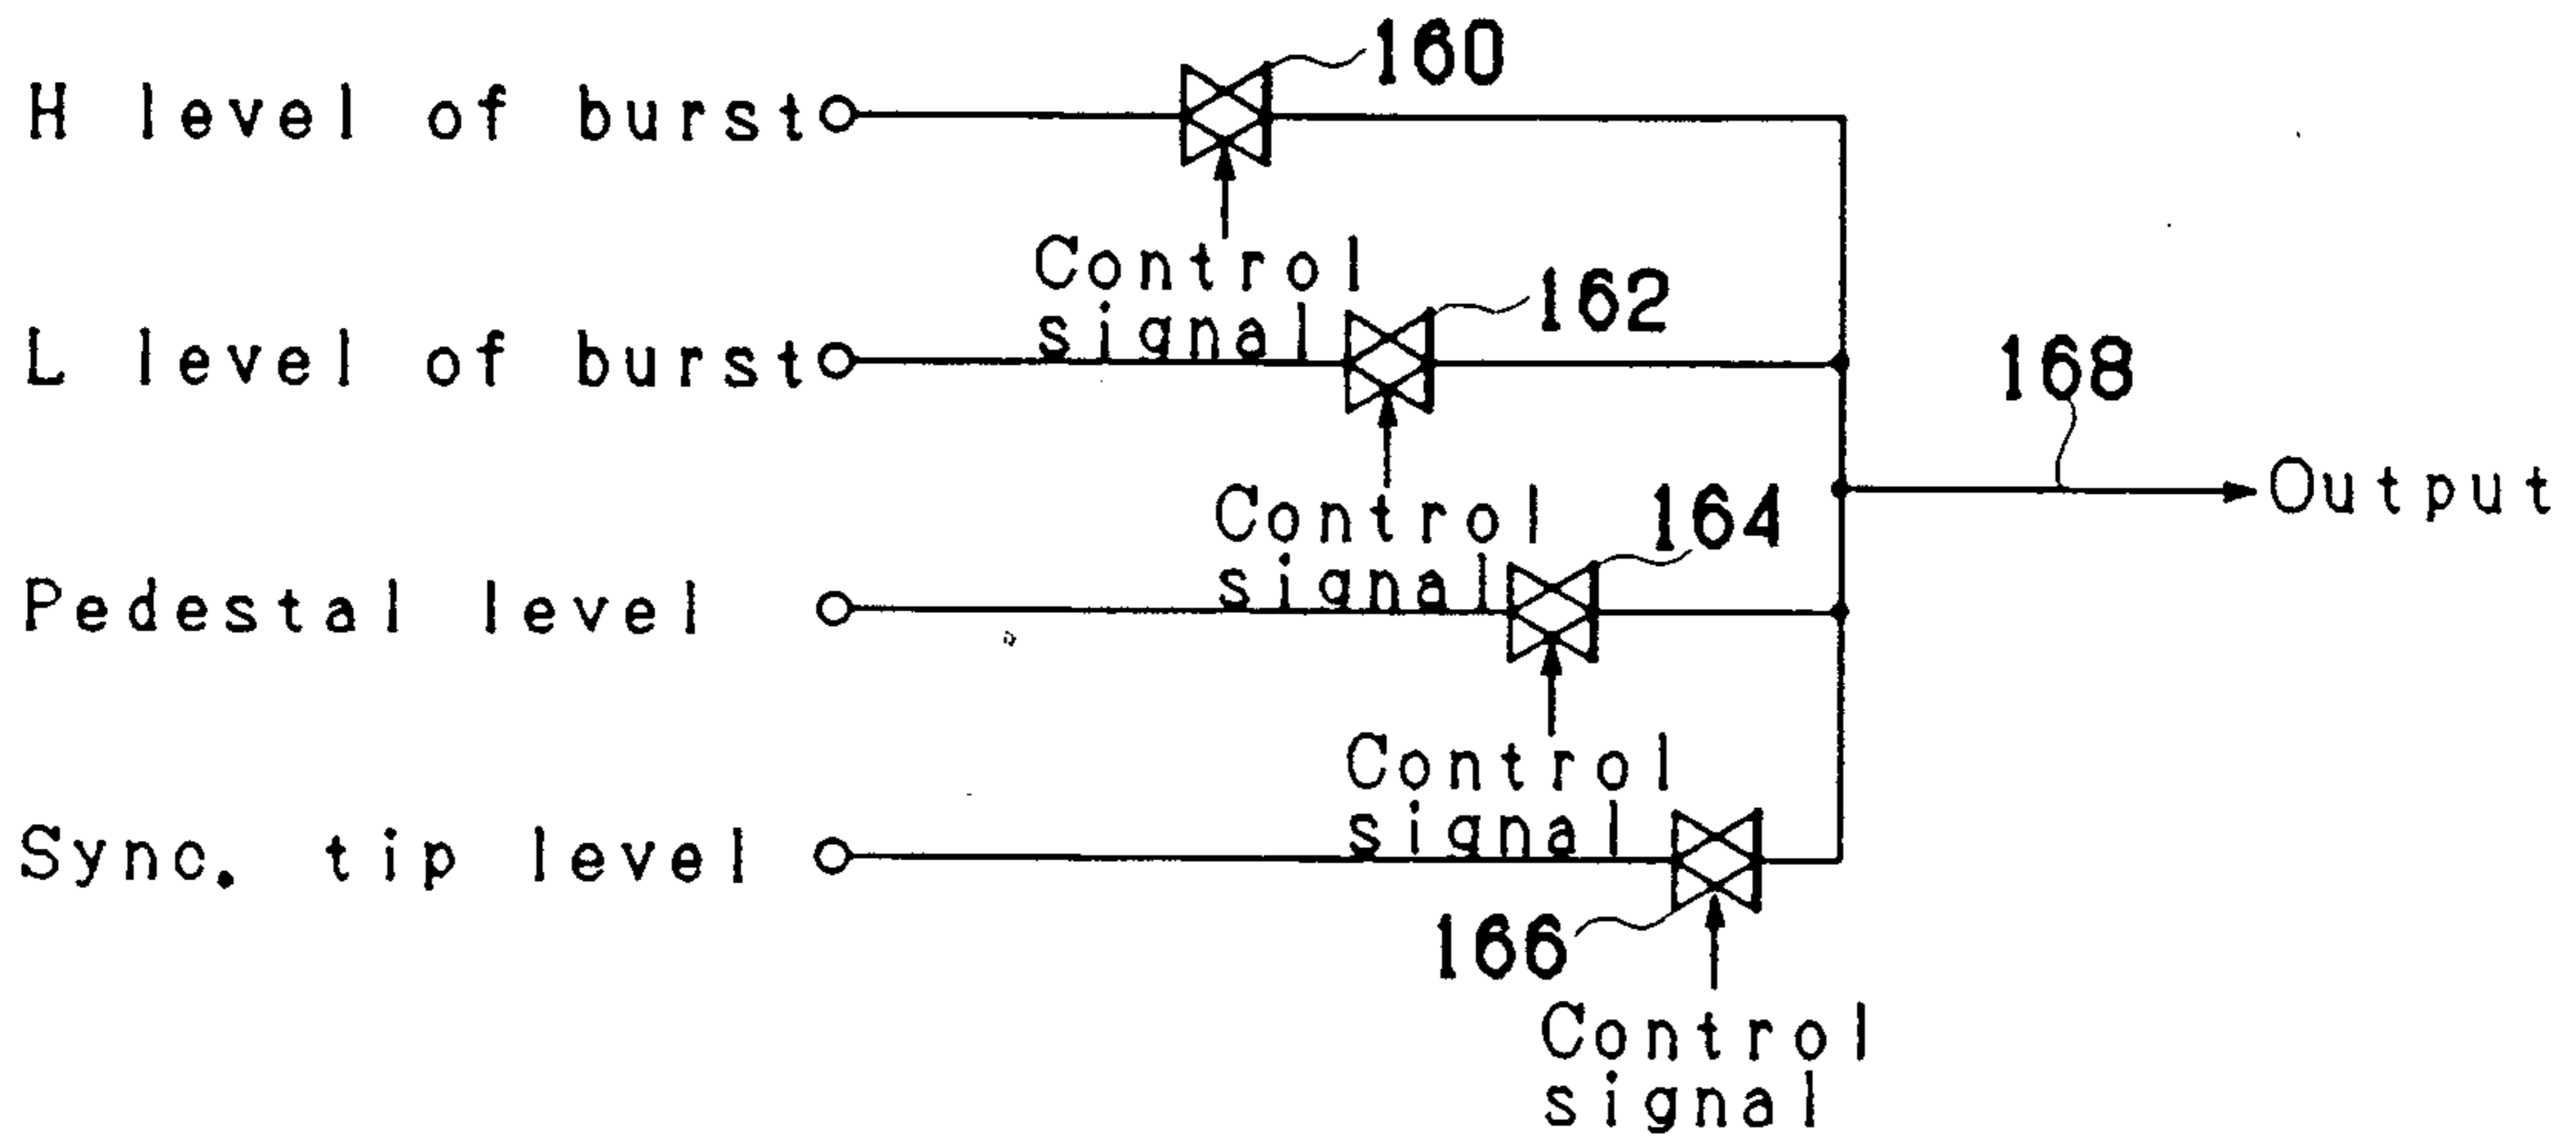 H level of burst
160
Control
signal
L level of burst
162
168
Control
signal
Output
Pedestal level
164
Control
signal
Sync. tip level
166
Control
signal